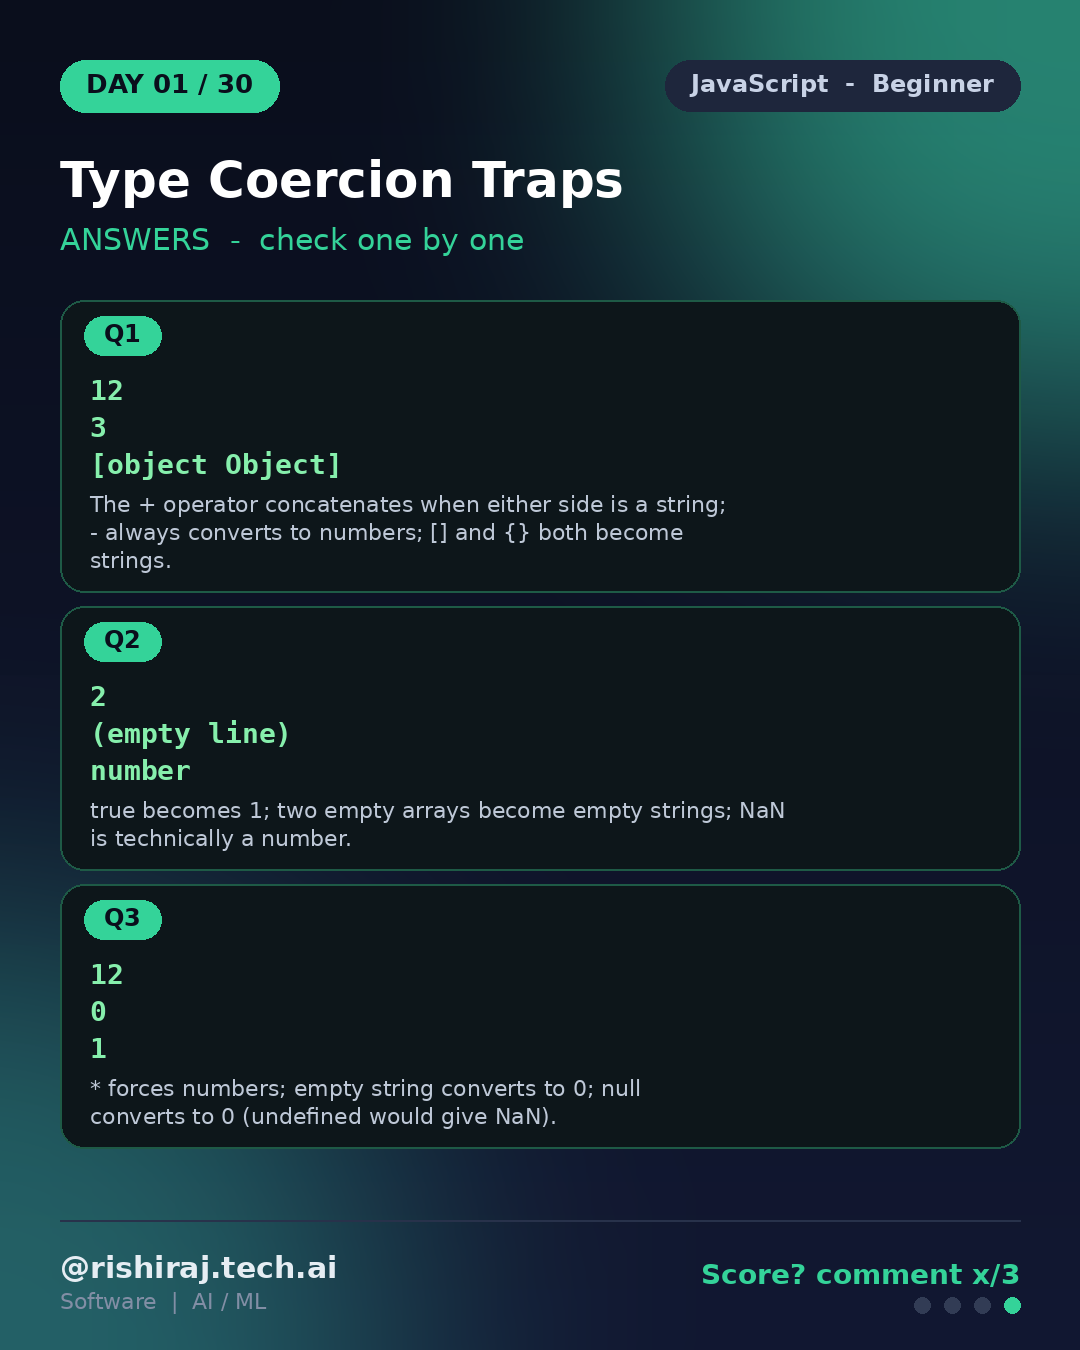 DAY 01 / 30
JavaScript - Beginner
Type Coercion Traps
ANSWERS - check one by one
Q1
12
3
[object Object]
The + operator concatenates when either side is a string;
- always converts to numbers; [] and {} both become
strings.
Q2
2
(empty line)
number
true becomes 1; two empty arrays become empty strings; NaN
is technically a number.
Q3
12
0
1
* forces numbers; empty string converts to 0; null
converts to 0 (undefined would give NaN).
@rishiraj.tech.ai
Software | AI / ML
Score? comment x/3